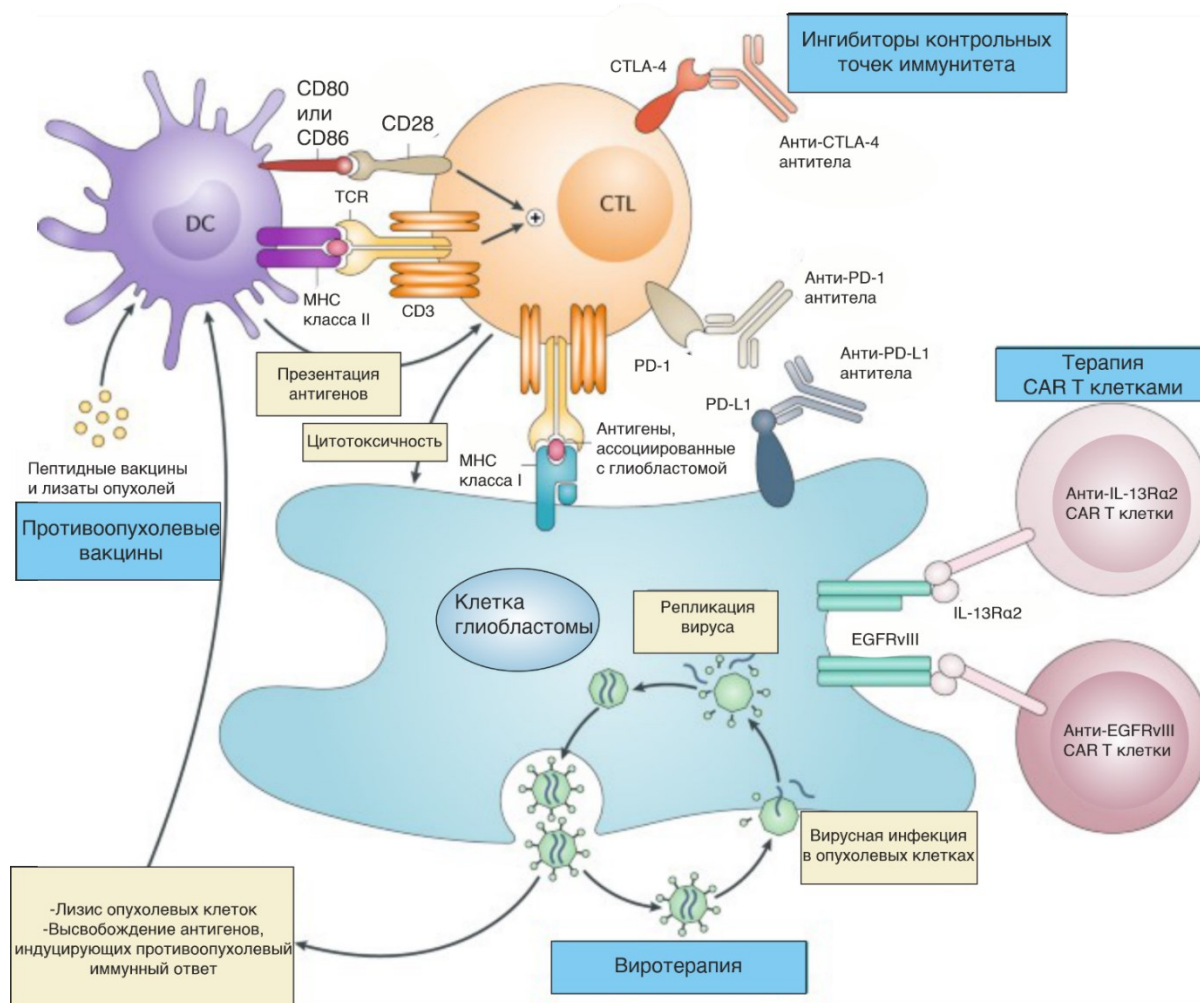 Ингибиторы контрольных
точек иммунитета
CTLA-4
Анти-CTLA-4
антитела
CD80
или
CD86
CD28
TCR
DC
CTL
МНС
класса II
CD3
Анти-PD-1
антитела
PD-1
Анти-PD-L1
антитела
PD-L1
Презентация
антигенов
Цитотоксичность
Антигены,
ассоциированные
с глиобластомой
МНС
класса I
Терапия
CAR T клетками
Пептидные вакцины
и лизаты опухолей
Противоопухолевые
вакцины
Анти-IL-13Rα2
CAR T клетки
IL-13Rα2
EGFRvIII
Анти-EGFRvIII
CAR T клетки
Клетка
глиобластомы
Репликация
вируса
Вирусная инфекция
в опухолевых клетках
-Лизис опухолевых клеток
-Высвобождение антигенов,
индуцирующих противоопухолевый
иммунный ответ
Виротерапия